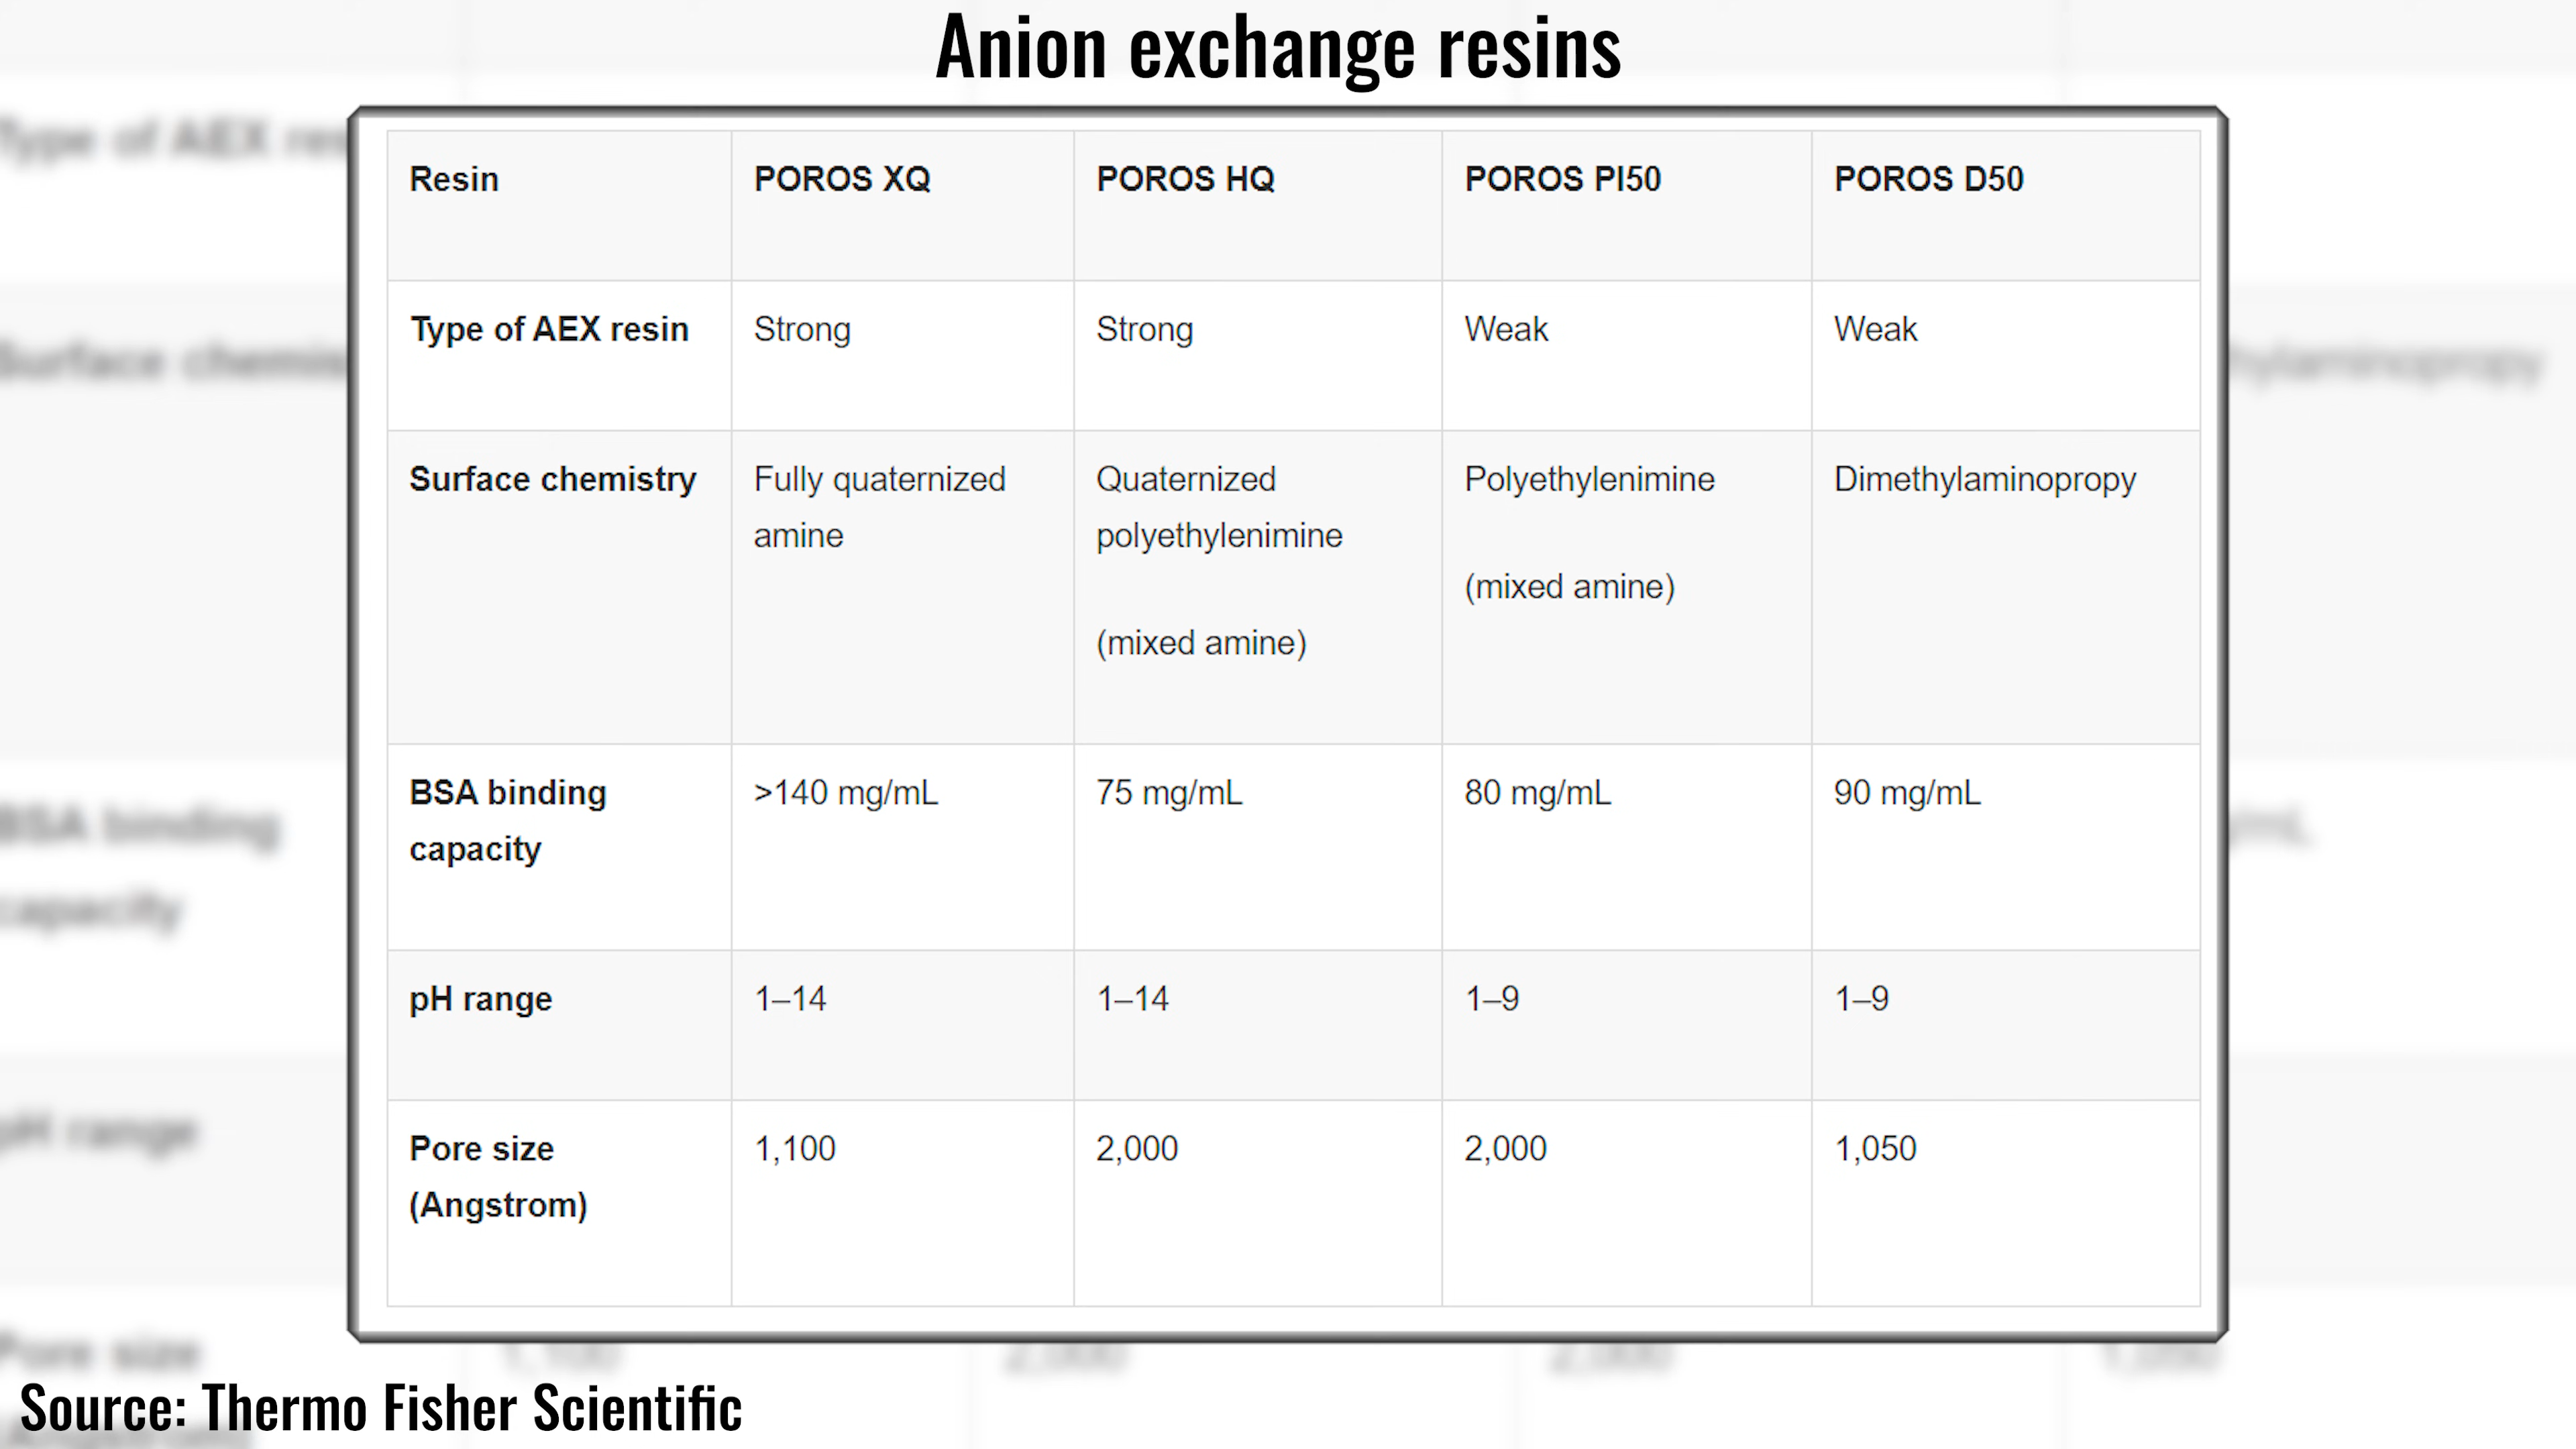 Anion exchange resins
Resin POROS XQ POROS HQ POROS PI50 POROS D50
Type of AEX resin Strong Strong Weak Weak
Surface chemistry Fully quaternized Quaternized Polyethylenimine Dimethylaminopropy
amine polyethylenimine
(mixed amine)
(mixed amine)
BSA binding >140 mg/mL 75 mg/mL 80 mg/mL 90 mg/mL
capacity
pH range 1–14 1–14 1–9 1–9
Pore size 1,100 2,000 2,000 1,050
(Angstrom)
Source: Thermo Fisher Scientific